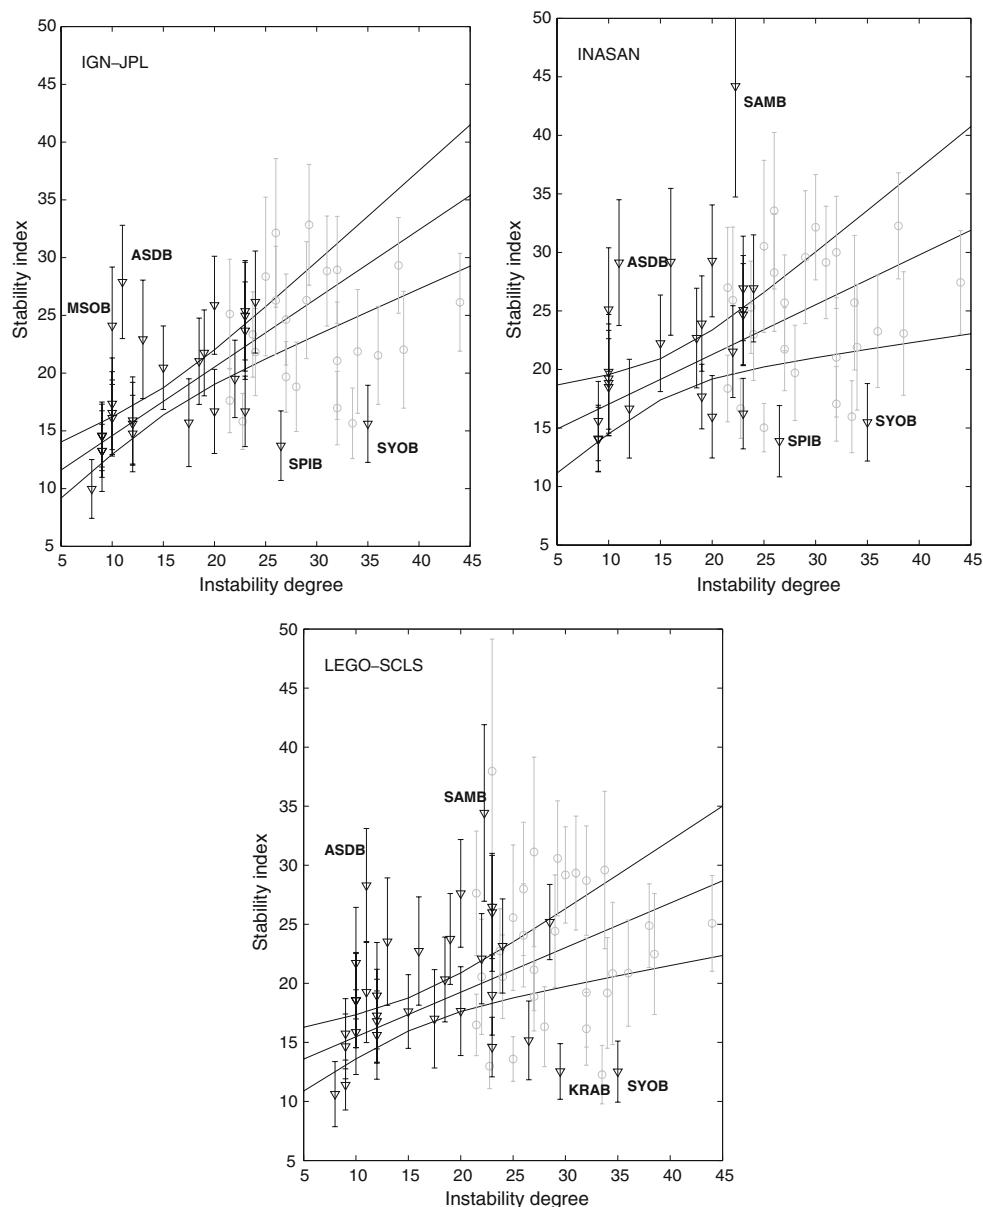 50
45
40
35
30
25
20
15
10
5
5 10 15 20 25 30 35 40 45
Stability index
Instability degree
IGN–JPL
ASDB
MSOB
SPIB
SYOB
50
45
40
35
30
25
20
15
10
5
5 10 15 20 25 30 35 40 45
Stability index
Instability degree
INASAN
SAMB
ASDB
SPIB
SYOB
50
45
40
35
30
25
20
15
10
5
5 10 15 20 25 30 35 40 45
Stability index
Instability degree
LEGO–SCLS
SAMB
ASDB
KRAB
SYOB